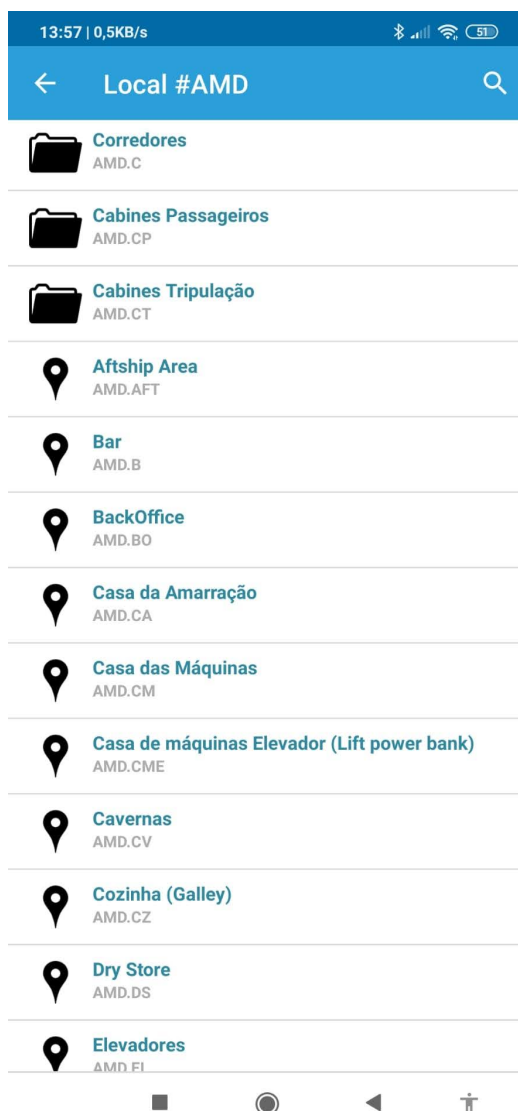 13:57 | 0,5KB/s 51
Local #AMD
Corredores
AMD.C
Cabines Passageiros
AMD.CP
Cabines Tripulação
AMD.CT
Aftship Area
AMD.AFT
Bar
AMD.B
BackOffice
AMD.BO
Casa da Amarração
AMD.CA
Casa das Máquinas
AMD.CM
Casa de máquinas Elevador (Lift power bank)
AMD.CME
Cavernas
AMD.CV
Cozinha (Galley)
AMD.CZ
Dry Store
AMD.DS
Elevadores